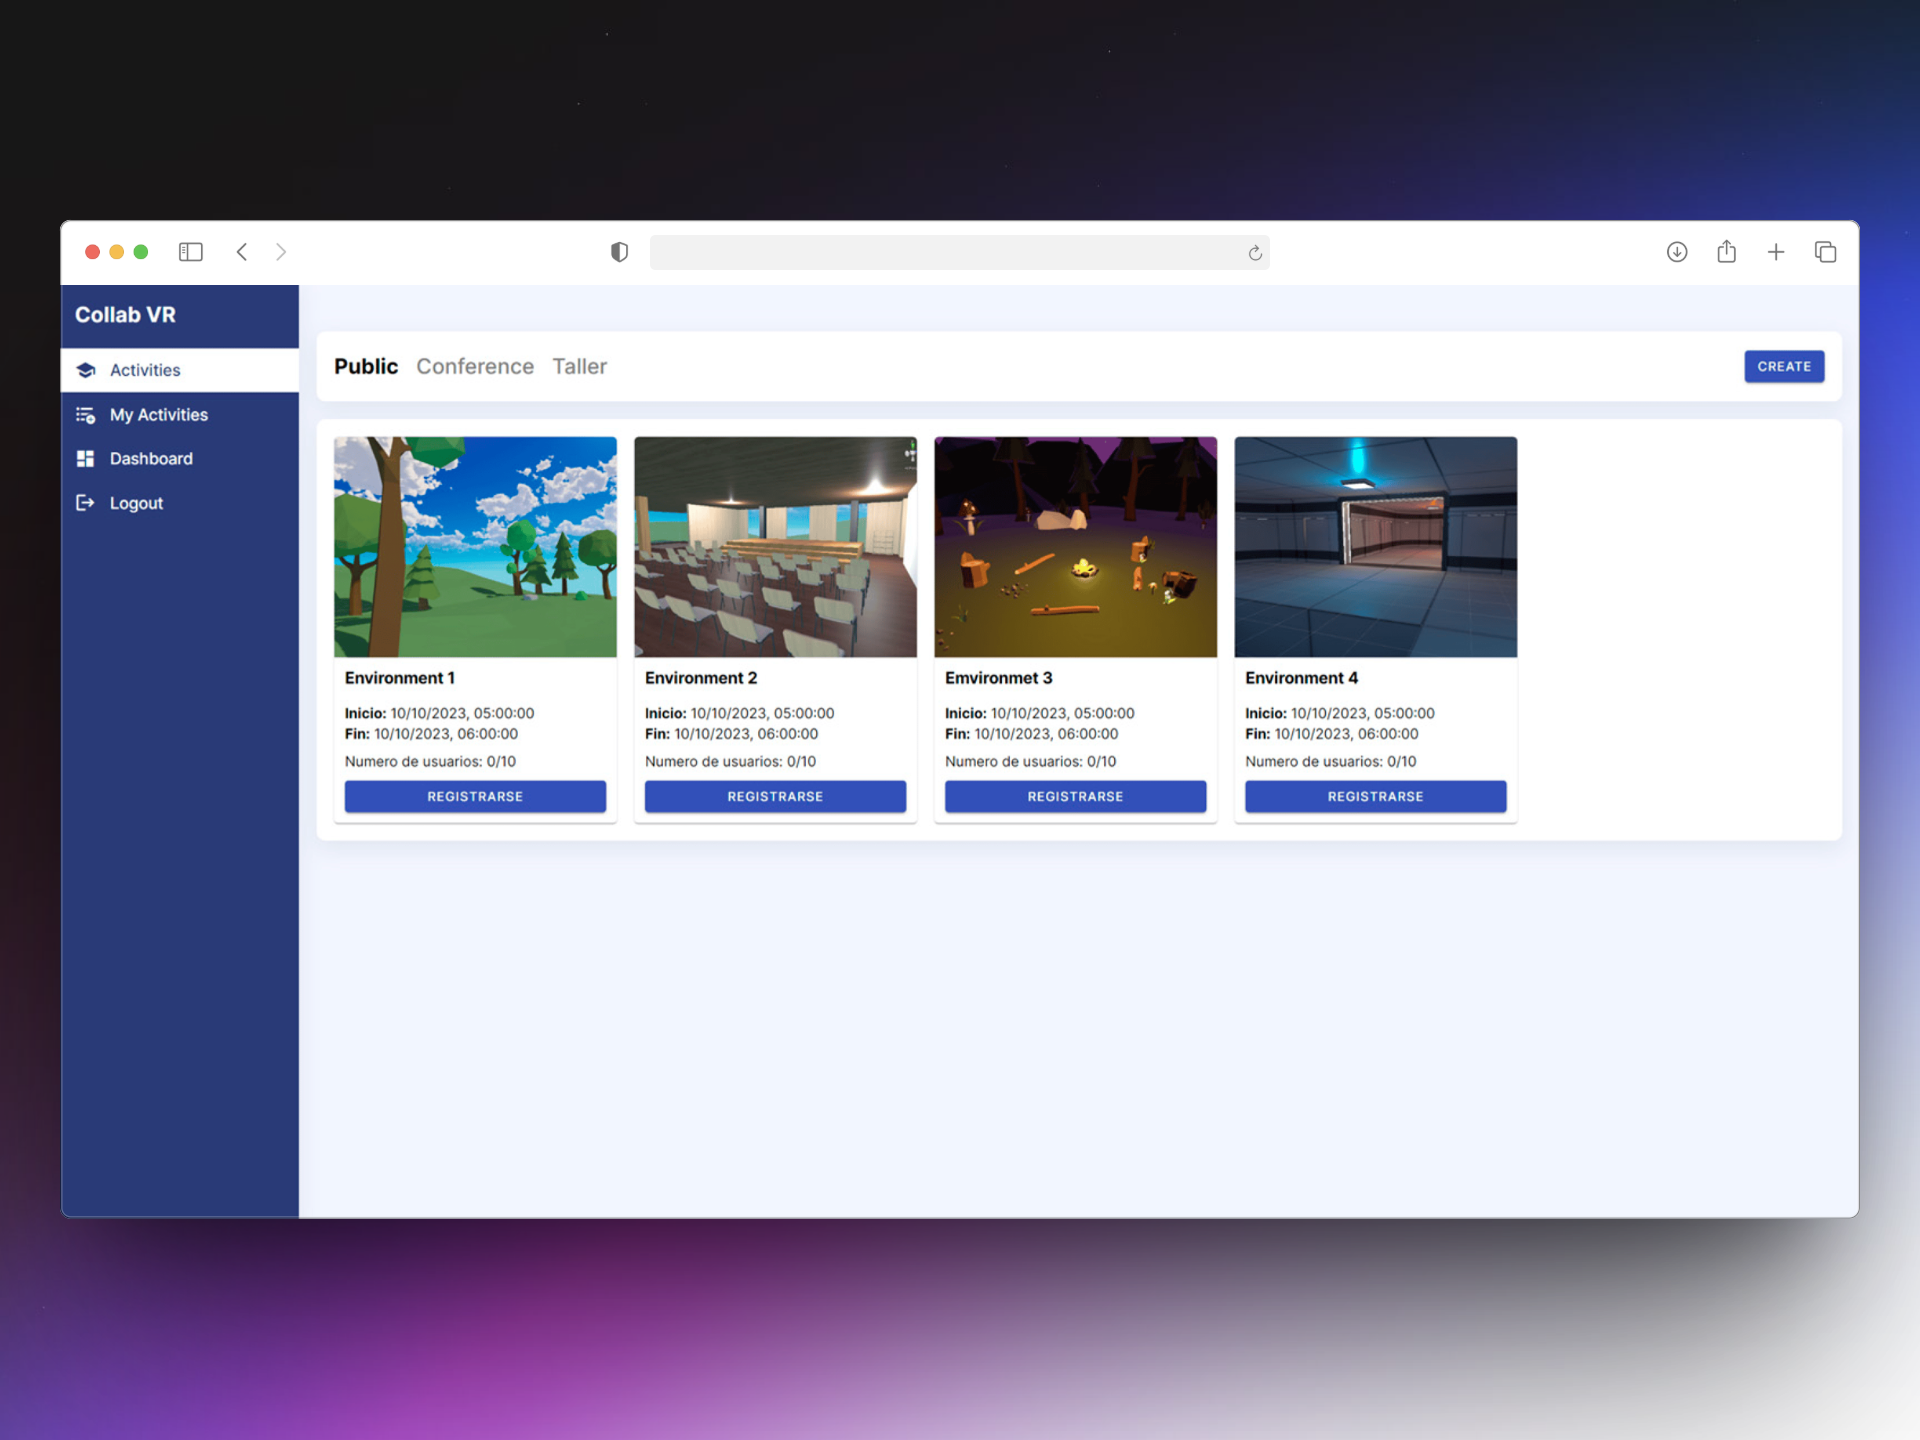 Collab VR
Activities
My Activities
Dashboard
Logout
Public Conference Taller
CREATE
Environment 1
Inicio: 10/10/2023, 05:00:00
Fin: 10/10/2023, 06:00:00
Numero de usuarios: 0/10
REGISTRARSE
Environment 2
Inicio: 10/10/2023, 05:00:00
Fin: 10/10/2023, 06:00:00
Numero de usuarios: 0/10
REGISTRARSE
Emvironmet 3
Inicio: 10/10/2023, 05:00:00
Fin: 10/10/2023, 06:00:00
Numero de usuarios: 0/10
REGISTRARSE
Environment 4
Inicio: 10/10/2023, 05:00:00
Fin: 10/10/2023, 06:00:00
Numero de usuarios: 0/10
REGISTRARSE